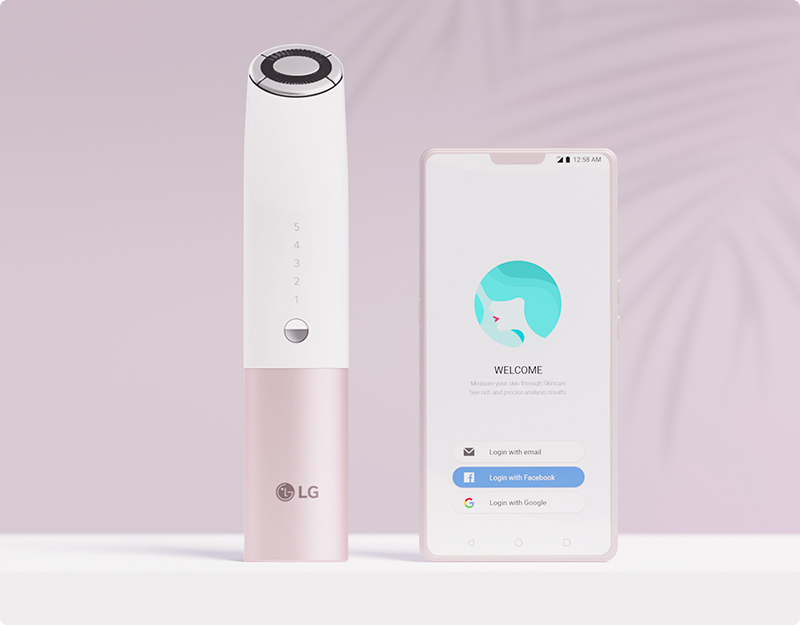 5
4
3
2
1
LG
12:58 AM
WELCOME
Measure your skin through Skincare
See rich and precise analysis results.
Login with email
Login with Facebook
Login with Google